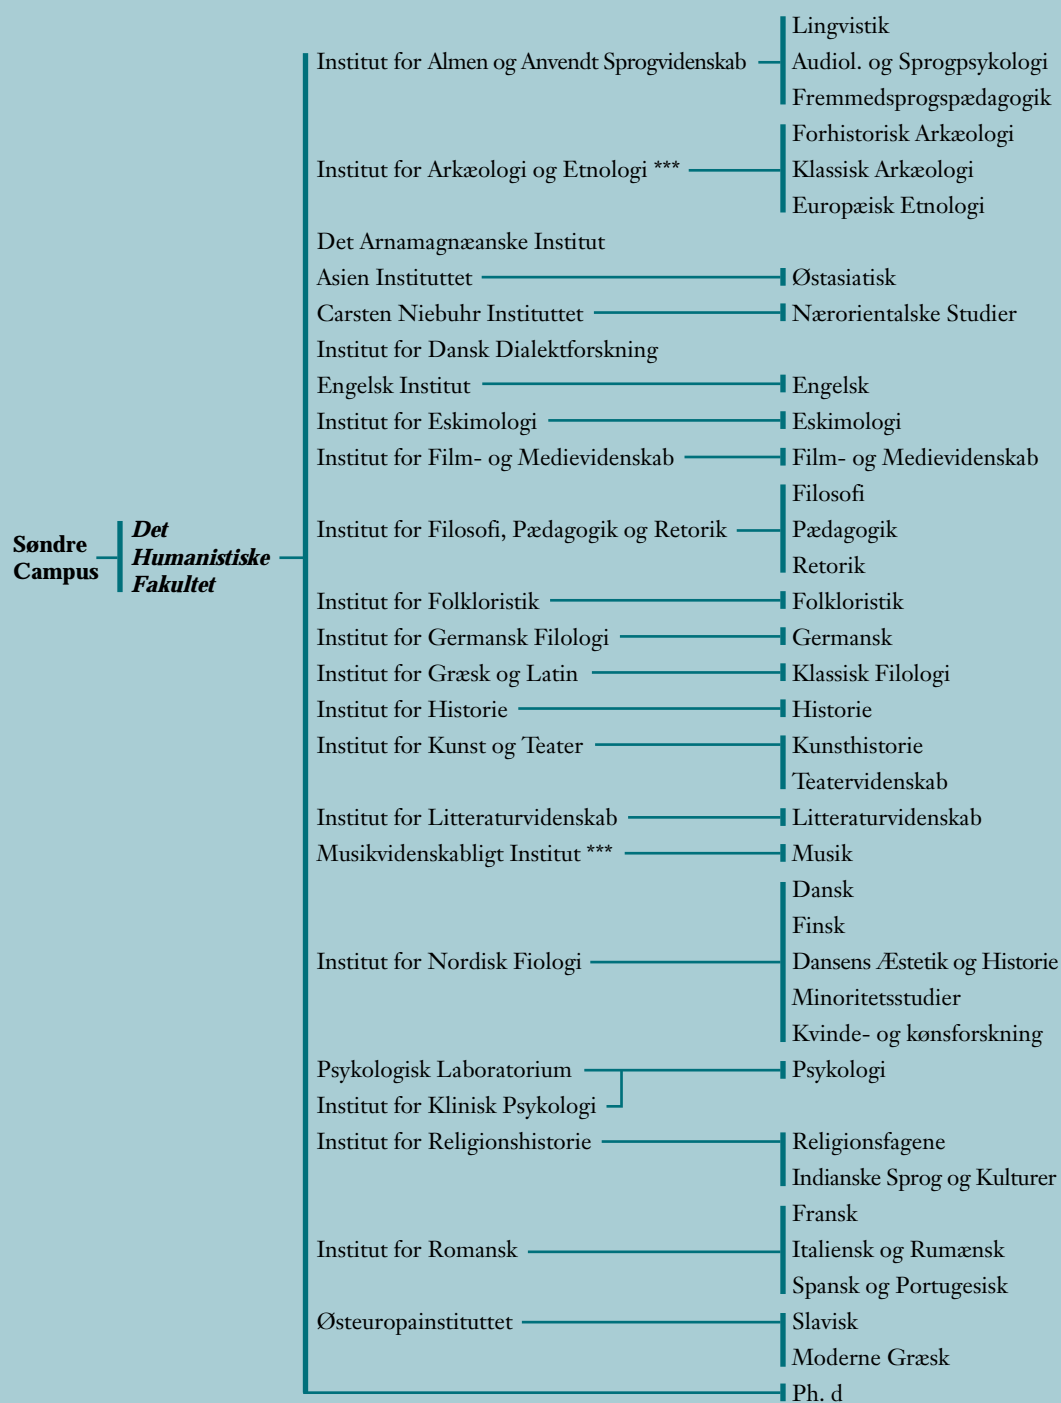 Søndre
Campus
Det
Humanistiske
Fakultet
Institut for Almen og Anvendt Sprogvidenskab
Lingvistik
Audiol. og Sprogpsykologi
Fremmedsprogspædagogik
Institut for Arkæologi og Etnologi ***
Forhistorisk Arkæologi
Klassisk Arkæologi
Europæisk Etnologi
Det Arnamagnæanske Institut
Asien Instituttet
Østasiatisk
Carsten Niebuhr Instituttet
Nærorientalske Studier
Institut for Dansk Dialektforskning
Engelsk Institut
Engelsk
Institut for Eskimologi
Eskimologi
Institut for Film- og Medievidenskab
Film- og Medievidenskab
Institut for Filosofi, Pædagogik og Retorik
Filosofi
Pædagogik
Retorik
Institut for Folkloristik
Folkloristik
Institut for Germansk Filologi
Germansk
Institut for Græsk og Latin
Klassisk Filologi
Institut for Historie
Historie
Institut for Kunst og Teater
Kunsthistorie
Teatervidenskab
Institut for Litteraturvidenskab
Litteraturvidenskab
Musikvidenskabligt Institut ***
Musik
Institut for Nordisk Fiologi
Dansk
Finsk
Dansens Æstetik og Historie
Minoritetsstudier
Kvinde- og kønsforskning
Psykologisk Laboratorium
Institut for Klinisk Psykologi
Psykologi
Institut for Religionshistorie
Religionsfagene
Indianske Sprog og Kulturer
Institut for Romansk
Fransk
Italiensk og Rumænsk
Spansk og Portugesisk
Østeuropainstituttet
Slavisk
Moderne Græsk
Ph. d